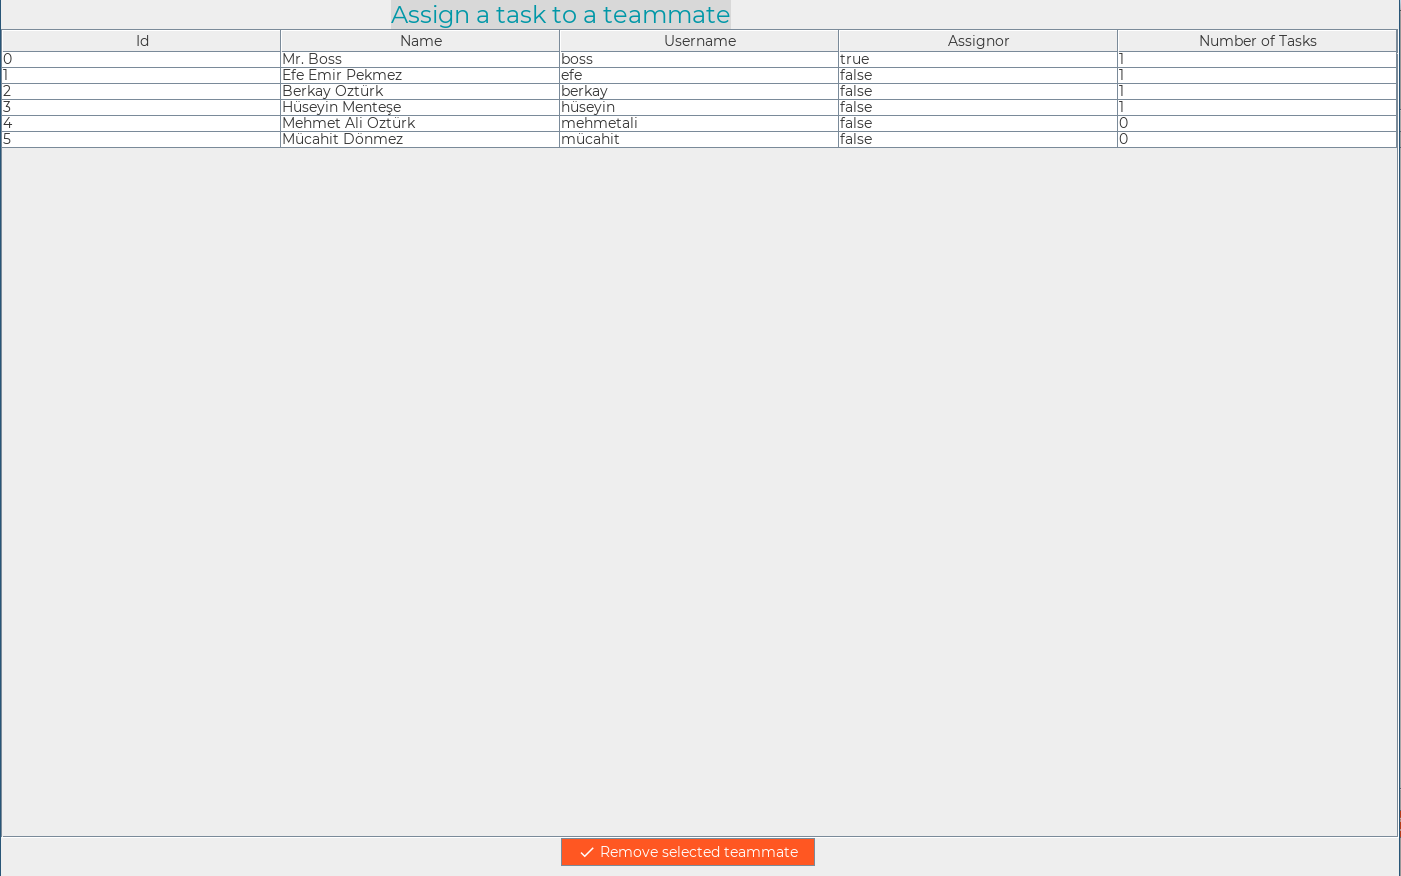 Assign a task to a teammate
Id Name Username Assignor Number of Tasks
0 Mr. Boss boss true 1
1 Efe Emir Pekmez efe false 1
2 Berkay Oztürk berkay false 1
3 Hüseyin Menteşe hüseyin false 1
4 Mehmet Ali Oztürk mehmetali false 0
5 Mücahit Dönmez mücahit false 0
Remove selected teammate